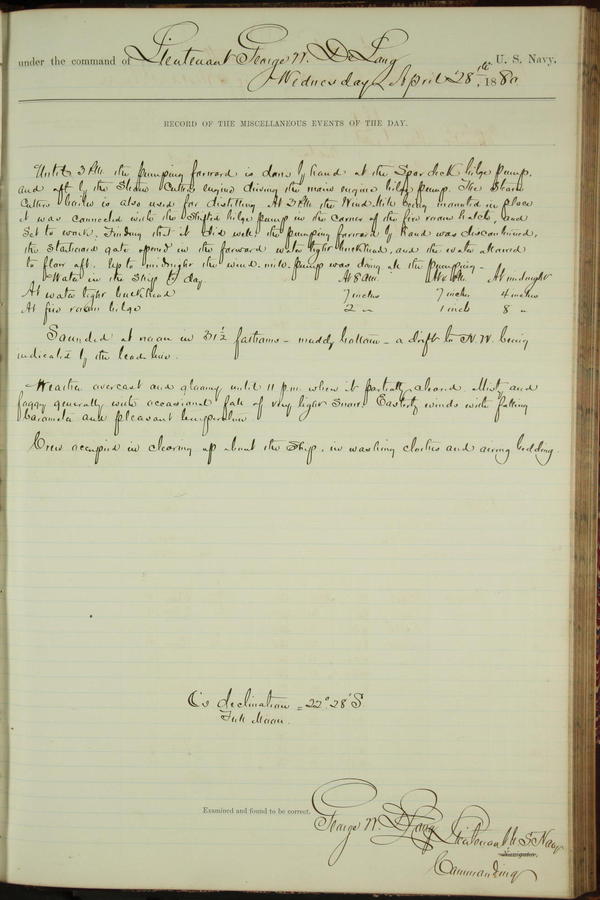 under the command of Lieutenant George W. De Long U. S. Navy,
Wednesday April 28th, 1880
RECORD OF THE MISCELLANEOUS EVENTS OF THE DAY.
Until 3 P.M. the pumping forward is done by hand at the Spar deck bilge pump,
and aft by the Steam Cutters engine driving the main engine bilge pump. The Steam
Cutters boiler is also used for distilling. At 3 P.M. the Wind Mill being mounted in place
it was connected with the Shifted bilge pump in the corner of the fire room hatch, and
set to work. Finding that it did well the pumping forward by hand was discontinued,
the Starboard gate opened in the forward water tight bulkhead, and the water allowed
to flow aft. Up to midnight the wind-mill-pump was doing all the pumping.-
Water in the Ship to day. At 8 A.M. At 6 P.M. At midnight
At water tight bulkhead 7 inches 7 inches 4 inches
At fire room bilge 2 " 1 inch 8 "
Sounded at noon in 31½ fathoms - muddy bottom - a drift to N.W. being
indicated by the lead line.
Weather overcast and gloomy until 11 p.m. when it partially cleared. Misty and
foggy generally with occasional fall of very light snow. Easterly winds with falling
barometer and pleasant temperature
Crew occupied in clearing up about the Ship, in washing clothes and airing bedding.
☾'s declination = 22° 28' S
Full Moon.
Examined and found to be correct.
George W. De Long Lieutenant U S Navy
Navigator.
Commanding